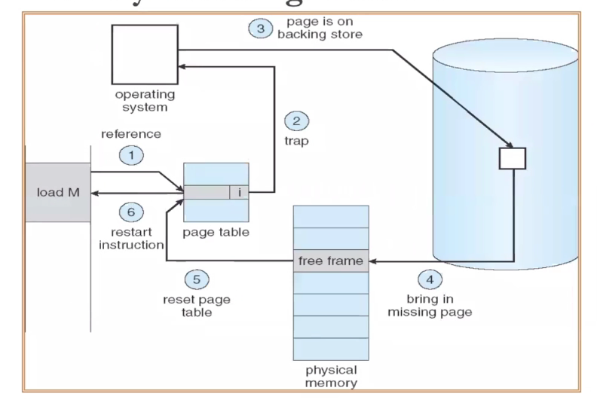 3
page is on
backing store
operating
system
2
trap
reference
1
load M
i
6
restart
instruction
page table
free frame
5
reset page
table
4
bring in
missing page
physical
memory